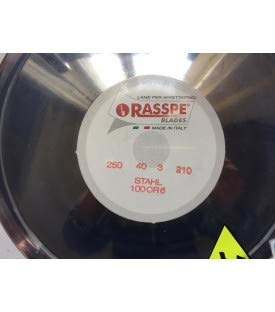 LAME PER AFFETTATRICI
RASSPE®
BLADES
MADE IN ITALY
250 40 3 210
STAHL
100CR6